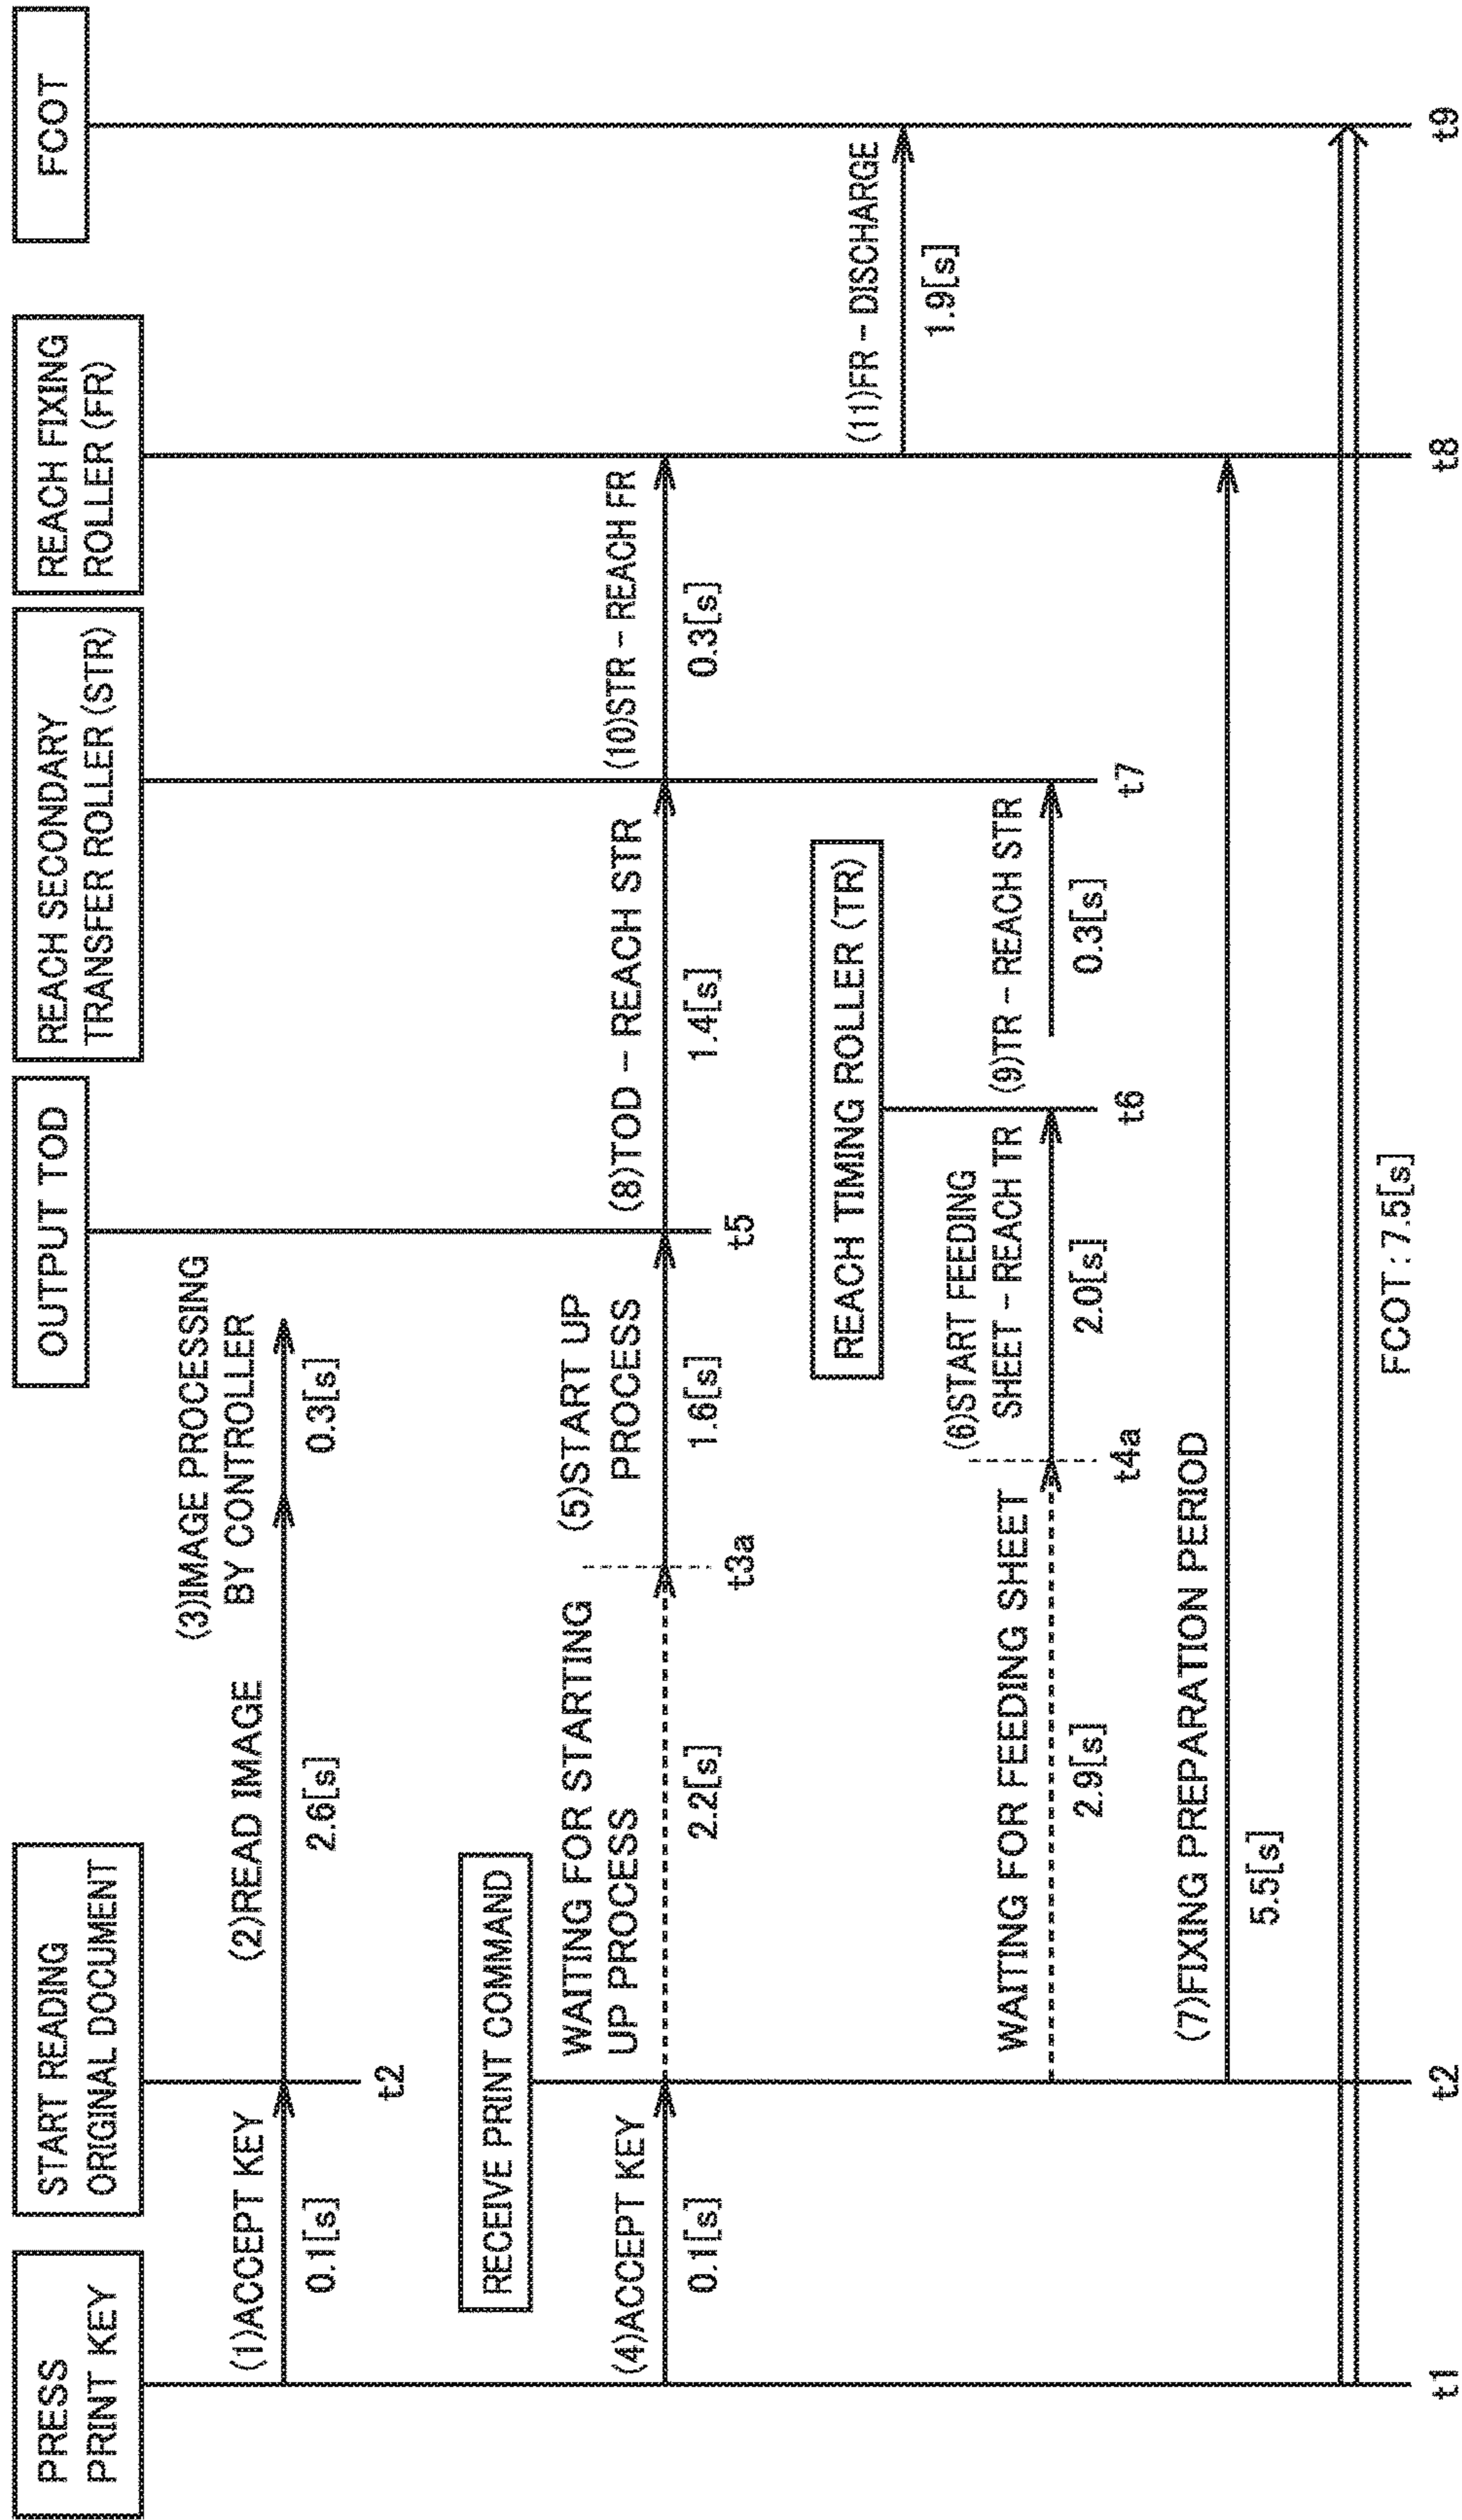 PRESS
PRINT KEY
START READING
ORIGINAL DOCUMENT
OUTPUT TOD
REACH SECONDARY
TRANSFER ROLLER (STR)
REACH FIXING
ROLLER (FR)
FCOT
(1)ACCEPT KEY
0.1[s]
(2)READ IMAGE
2.6[s]
(3)IMAGE PROCESSING
BY CONTROLLER
0.3[s]
t2
RECEIVE PRINT COMMAND
(4)ACCEPT KEY
0.1[s]
WAITING FOR STARTING
UP PROCESS
2.2[s]
(5)START UP
PROCESS
1.6[s]
(8)TOD - REACH STR
1.4[s]
(10)STR - REACH FR
0.3[s]
t3a
t5
REACH TIMING ROLLER (TR)
(11)FR - DISCHARGE
1.9[s]
WAITING FOR FEEDING SHEET
2.9[s]
(6)START FEEDING
SHEET - REACH TR
2.0[s]
(9)TR - REACH STR
0.3[s]
t4a
t6
t7
(7)FIXING PREPARATION PERIOD
5.5[s]
FCOT : 7.5[s]
t1
t2
t8
t9